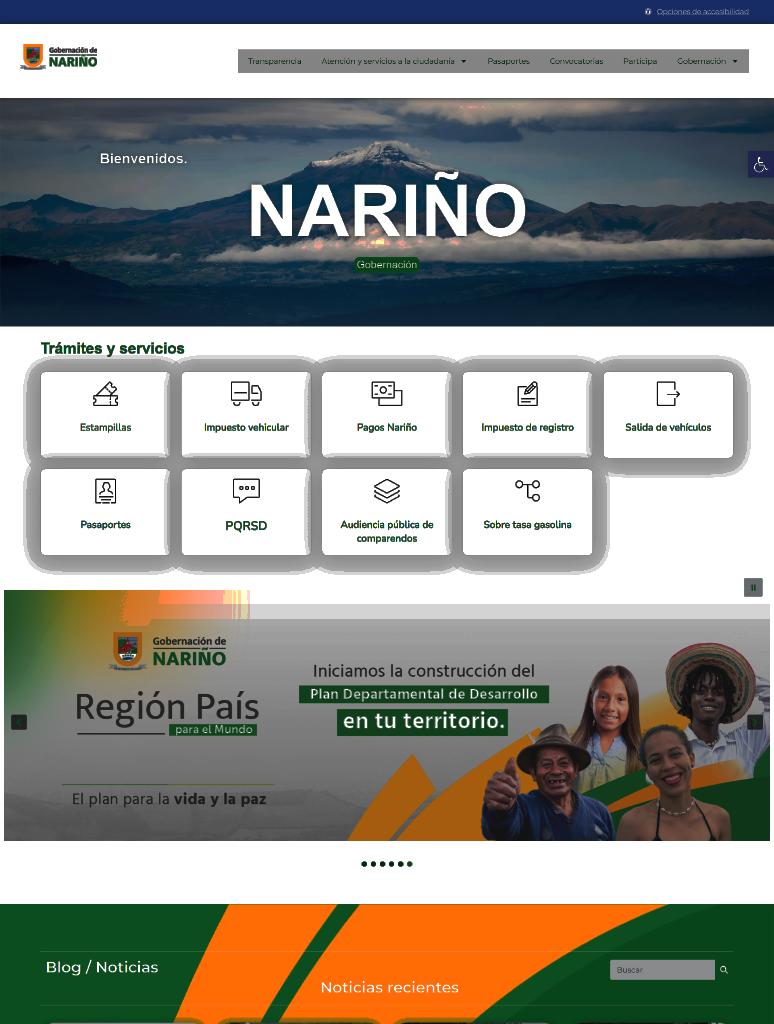 Opciones de accesibilidad
Gobernación de
NARIÑO
Transparencia
Atención y servicios a la ciudadanía
Pasaportes
Convocatorias
Participa
Gobernación
Bienvenidos.
NARIÑO
Gobernación
Trámites y servicios
Estampillas
Impuesto vehicular
Pagos Nariño
Impuesto de registro
Salida de vehículos
Pasaportes
PQRSD
Audiencia pública de
comparendos
Sobre tasa gasolina
Gobernación de
NARIÑO
Región País
para el Mundo
El plan para la vida y la paz
Iniciamos la construcción del
Plan Departamental de Desarrollo
en tu territorio.
Blog / Noticias
Buscar
Noticias recientes